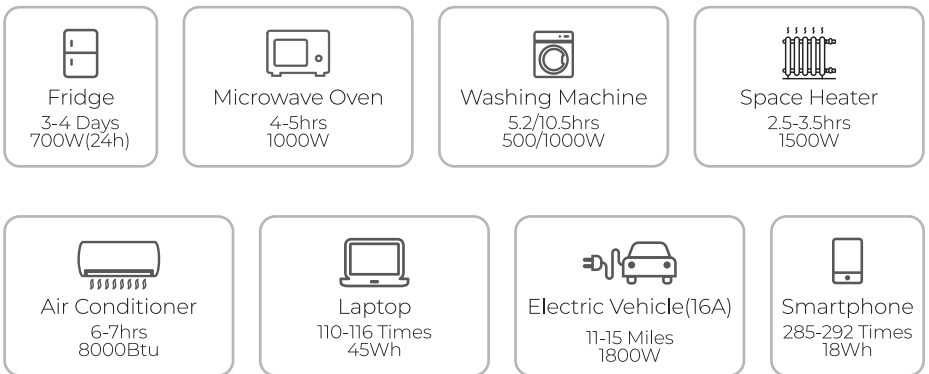 Fridge
3-4 Days
700W(24h)
Microwave Oven
4-5hrs
1000W
Washing Machine
5.2/10.5hrs
500/1000W
Space Heater
2.5-3.5hrs
1500W
Air Conditioner
6-7hrs
8000Btu
Laptop
110-116 Times
45Wh
Electric Vehicle(16A)
11-15 Miles
1800W
Smartphone
285-292 Times
18Wh